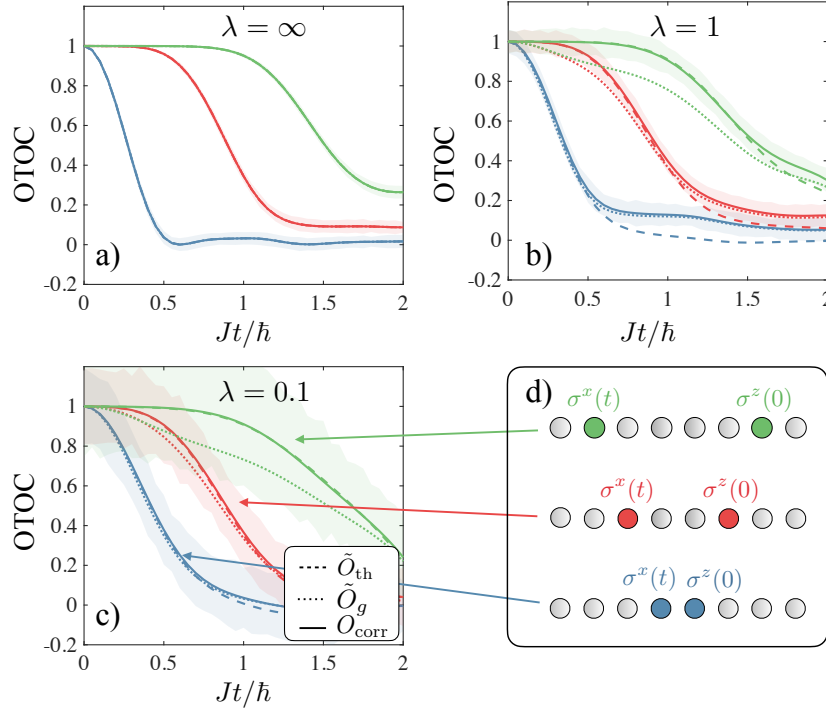 λ = ∞
OTOC
1
0.8
0.6
0.4
0.2
0
-0.2
a)
0 0.5 1 1.5 2
Jt/ħ
λ = 1
OTOC
1
0.8
0.6
0.4
0.2
0
-0.2
b)
0 0.5 1 1.5 2
Jt/ħ
λ = 0.1
OTOC
1
0.8
0.6
0.4
0.2
0
-0.2
c)
Õ_th
Õ_g
O_corr
0 0.5 1 1.5 2
Jt/ħ
d)
σ^x(t) σ^z(0)
σ^x(t) σ^z(0)
σ^x(t) σ^z(0)